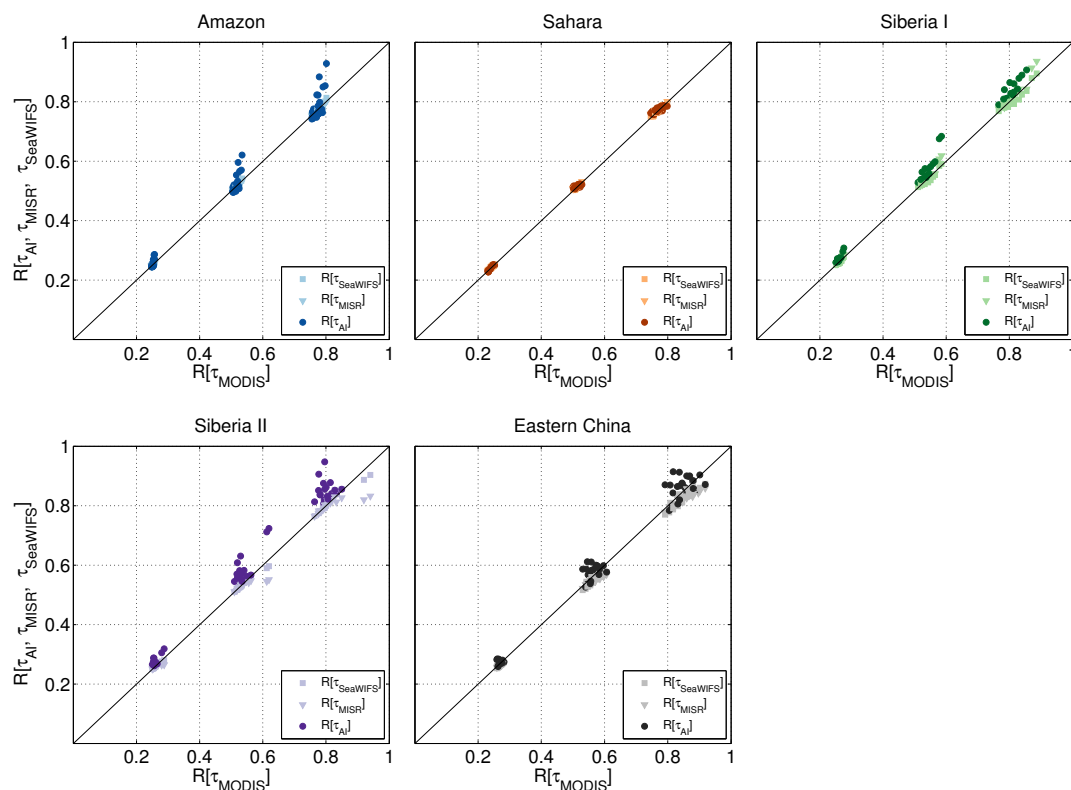 Amazon
1
0.8
0.6
0.4
0.2
R[τAI, τMISR, τSeaWIFS]
R[τSeaWIFS]
R[τMISR]
R[τAI]
0.2 0.4 0.6 0.8 1
R[τMODIS]
Sahara
R[τSeaWIFS]
R[τMISR]
R[τAI]
0.2 0.4 0.6 0.8 1
R[τMODIS]
Siberia I
R[τSeaWIFS]
R[τMISR]
R[τAI]
0.2 0.4 0.6 0.8 1
R[τMODIS]
Siberia II
1
0.8
0.6
0.4
0.2
R[τAI, τMISR, τSeaWIFS]
R[τSeaWIFS]
R[τMISR]
R[τAI]
0.2 0.4 0.6 0.8 1
R[τMODIS]
Eastern China
R[τSeaWIFS]
R[τMISR]
R[τAI]
0.2 0.4 0.6 0.8 1
R[τMODIS]